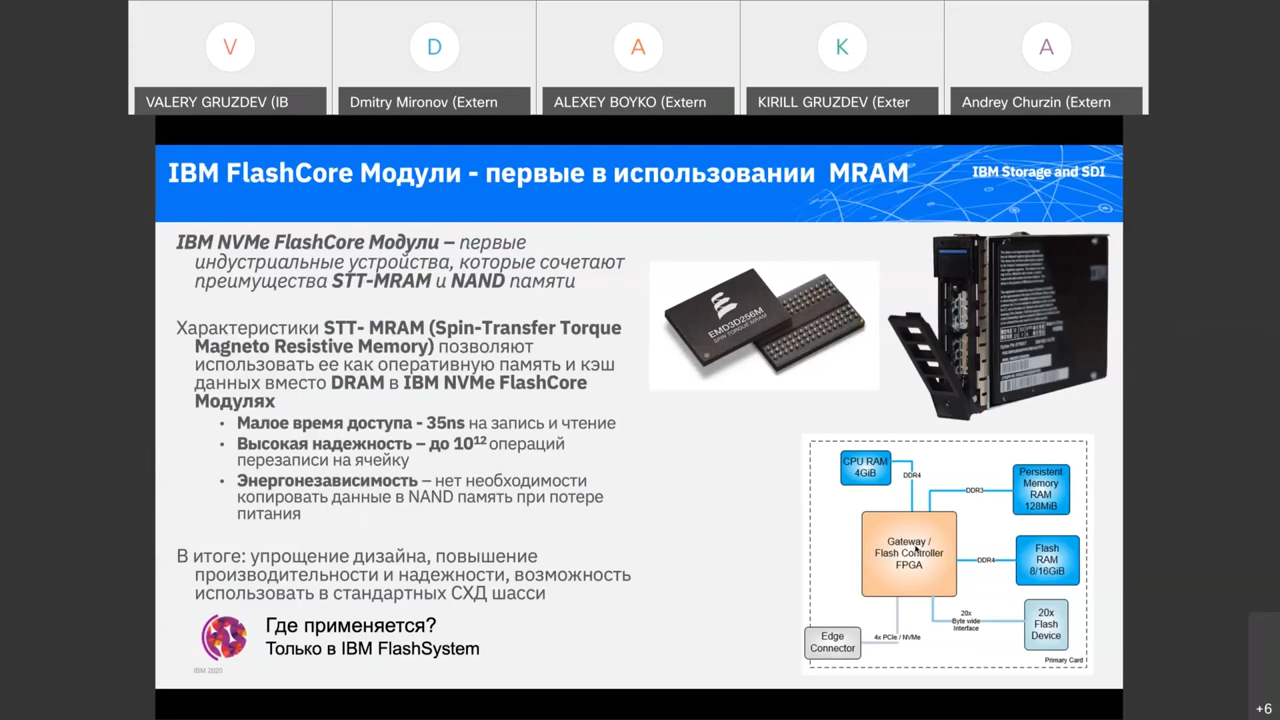 V
D
A
K
A
VALERY GRUZDEV (IB
Dmitry Mironov (Extern
ALEXEY BOYKO (Extern
KIRILL GRUZDEV (Exter
Andrey Churzin (Extern
IBM FlashCore Модули - первые в использовании MRAM
IBM Storage and SDI
IBM NVMe FlashCore Модули – первые
индустриальные устройства, которые сочетают
преимущества STT-MRAM и NAND памяти
Характеристики STT- MRAM (Spin-Transfer Torque
Magneto Resistive Memory) позволяют
использовать ее как оперативную память и кэш
данных вместо DRAM в IBM NVMe FlashCore
Модулях
• Малое время доступа - 35ns на запись и чтение
• Высокая надежность – до 10¹² операций
перезаписи на ячейку
• Энергонезависимость – нет необходимости
копировать данные в NAND память при потере
питания
В итоге: упрощение дизайна, повышение
производительности и надежности, возможность
использовать в стандартных СХД шасси
Где применяется?
Только в IBM FlashSystem
IBM 2020
EMD3D256M
SPIN TORQUE MRAM
CPU RAM
4GiB
DDR4
Persistent
Memory
RAM
128MiB
DDR3
Gateway /
Flash Controller
FPGA
DDR4
Flash
RAM
8/16GiB
20x
Byte wide
Interface
20x
Flash
Device
Edge
Connector
4x PCIe / NVMe
Primary Card
+6